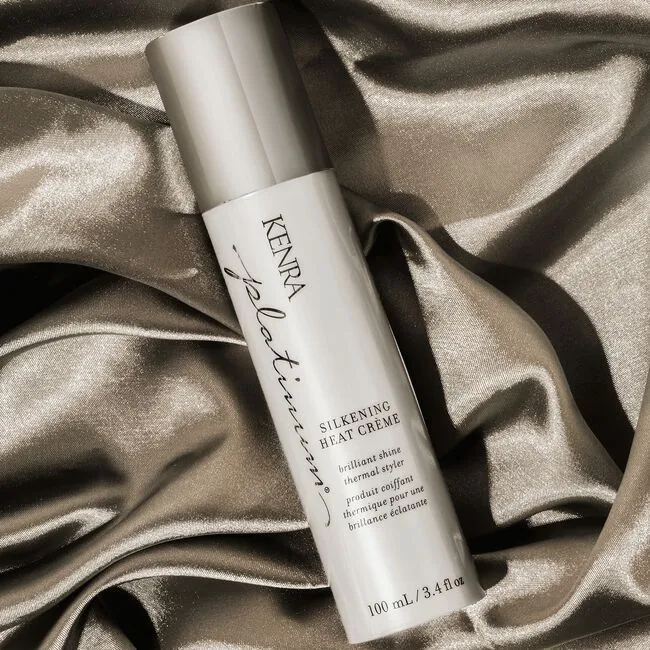 KENRA
platinum®
SILKENING
HEAT CRÈME
brilliant shine
thermal styler
produit coiffant
thermique pour une
brillance éclatante
100 mL / 3.4 fl oz